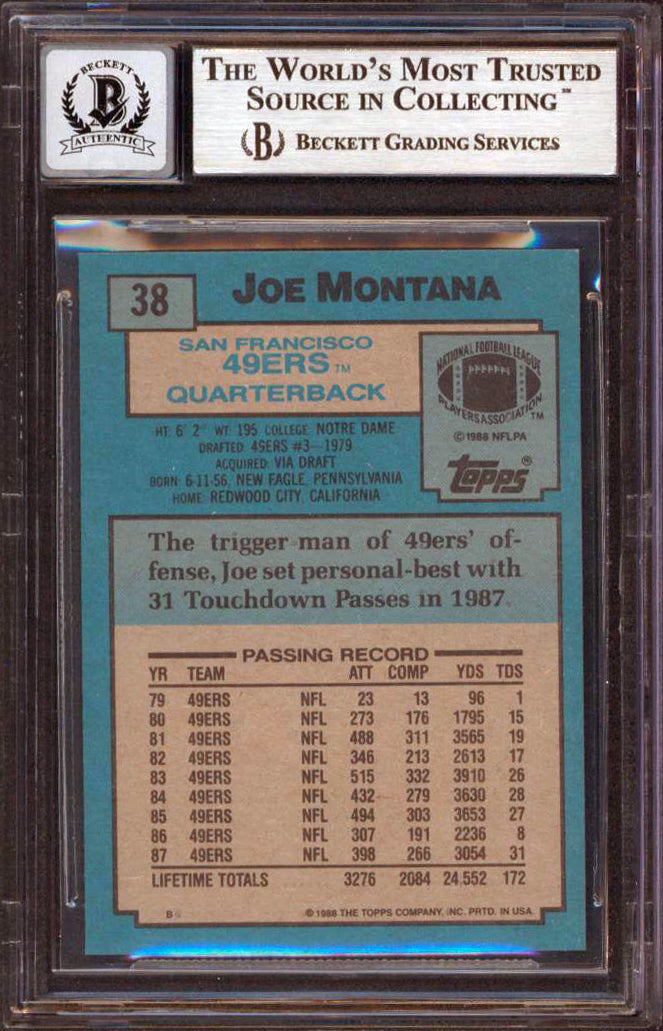 BECKETT
B
AUTHENTIC
THE WORLD'S MOST TRUSTED
SOURCE IN COLLECTING™
B BECKETT GRADING SERVICES
38
JOE MONTANA
SAN FRANCISCO
49ERS TM
QUARTERBACK
NATIONAL FOOTBALL LEAGUE
PLAYERS ASSOCIATION TM
© 1988 NFLPA
topps®
HT: 6' 2" WT: 195 COLLEGE: NOTRE DAME
DRAFTED: 49ERS #3-1979
ACQUIRED: VIA DRAFT
BORN: 6-11-56, NEW EAGLE, PENNSYLVANIA
HOME: REDWOOD CITY, CALIFORNIA
The trigger-man of 49ers' of-
fense, Joe set personal-best with
31 Touchdown Passes in 1987.
PASSING RECORD
YR TEAM ATT COMP YDS TDS
79 49ERS NFL 23 13 96 1
80 49ERS NFL 273 176 1795 15
81 49ERS NFL 488 311 3565 19
82 49ERS NFL 346 213 2613 17
83 49ERS NFL 515 332 3910 26
84 49ERS NFL 432 279 3630 28
85 49ERS NFL 494 303 3653 27
86 49ERS NFL 307 191 2236 8
87 49ERS NFL 398 266 3054 31
LIFETIME TOTALS 3276 2084 24,552 172
B
© 1988 THE TOPPS COMPANY, INC. PRTD. IN USA.